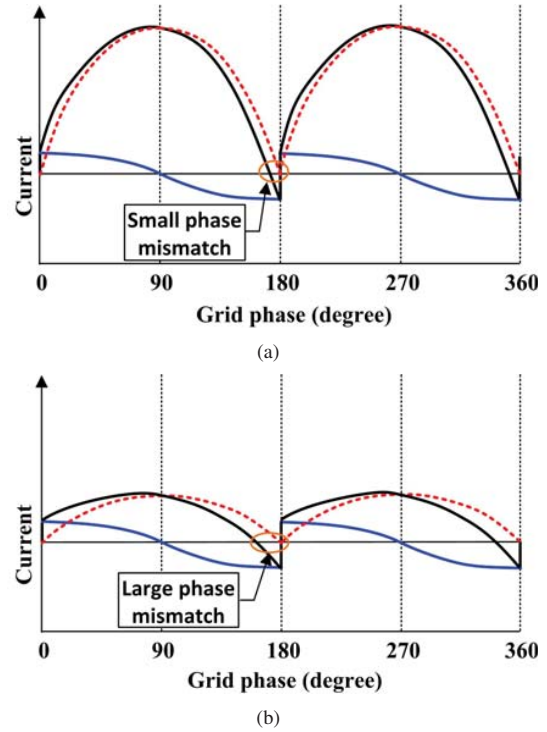 Current
Small phase
mismatch
0 90 180 270 360
Grid phase (degree)
(a)
Current
Large phase
mismatch
0 90 180 270 360
Grid phase (degree)
(b)